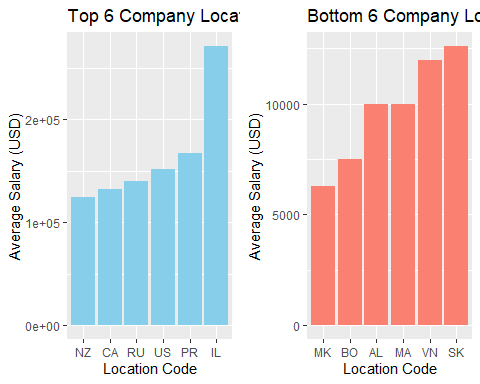 Top 6 Company Locat
Average Salary (USD)
2e+05
1e+05
0e+00
NZ CA RU US PR IL
Location Code
Bottom 6 Company Lo
Average Salary (USD)
10000
5000
0
MK BO AL MA VN SK
Location Code